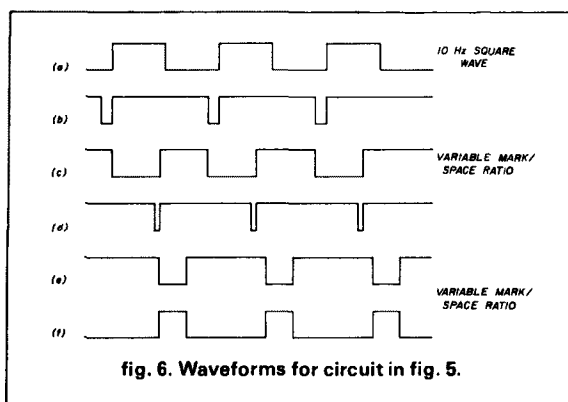 (a)
10 Hz SQUARE
WAVE
(b)
(c)
VARIABLE MARK/
SPACE RATIO
(d)
(e)
VARIABLE MARK/
SPACE RATIO
(f)
fig. 6. Waveforms for circuit in fig. 5.